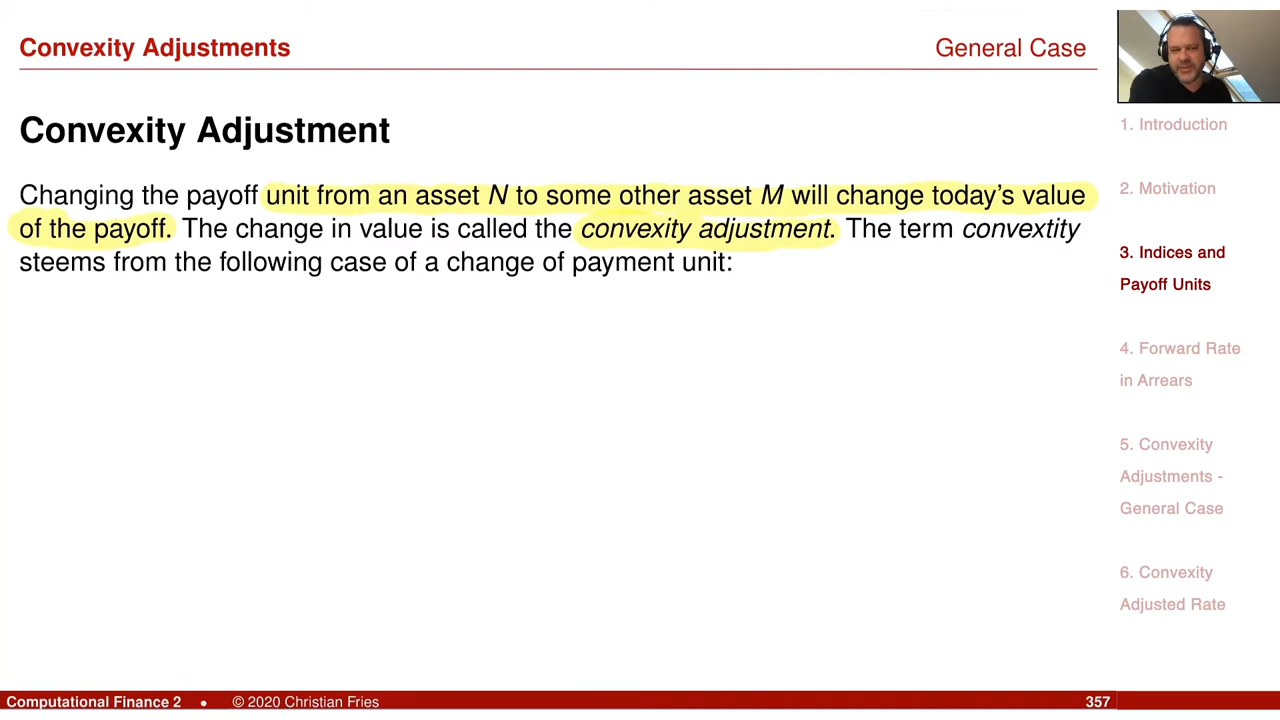 Convexity Adjustments
General Case
Convexity Adjustment
Changing the payoff unit from an asset N to some other asset M will change today's value
of the payoff. The change in value is called the convexity adjustment. The term convextity
steems from the following case of a change of payment unit:
1. Introduction
2. Motivation
3. Indices and
Payoff Units
4. Forward Rate
in Arrears
5. Convexity
Adjustments -
General Case
6. Convexity
Adjusted Rate
Computational Finance 2 • © 2020 Christian Fries
357